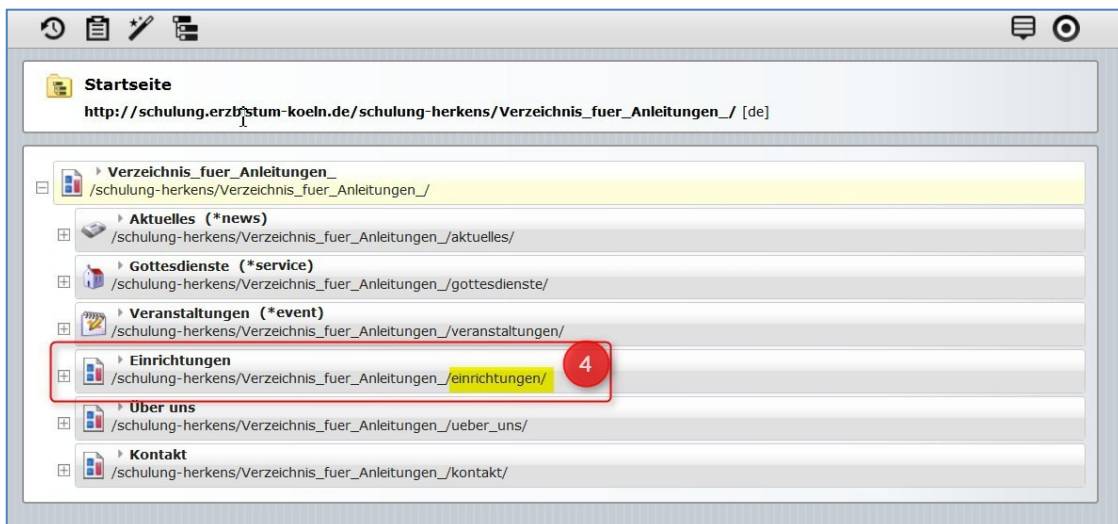 Startseite
http://schulung.erzbistum-koeln.de/schulung-herkens/Verzeichnis_fuer_Anleitungen_/ [de]
Verzeichnis_fuer_Anleitungen_
/schulung-herkens/Verzeichnis_fuer_Anleitungen_/
Aktuelles (*news)
/schulung-herkens/Verzeichnis_fuer_Anleitungen_/aktuelles/
Gottesdienste (*service)
/schulung-herkens/Verzeichnis_fuer_Anleitungen_/gottesdienste/
Veranstaltungen (*event)
/schulung-herkens/Verzeichnis_fuer_Anleitungen_/veranstaltungen/
Einrichtungen
/schulung-herkens/Verzeichnis_fuer_Anleitungen_/einrichtungen/
4
Über uns
/schulung-herkens/Verzeichnis_fuer_Anleitungen_/ueber_uns/
Kontakt
/schulung-herkens/Verzeichnis_fuer_Anleitungen_/kontakt/